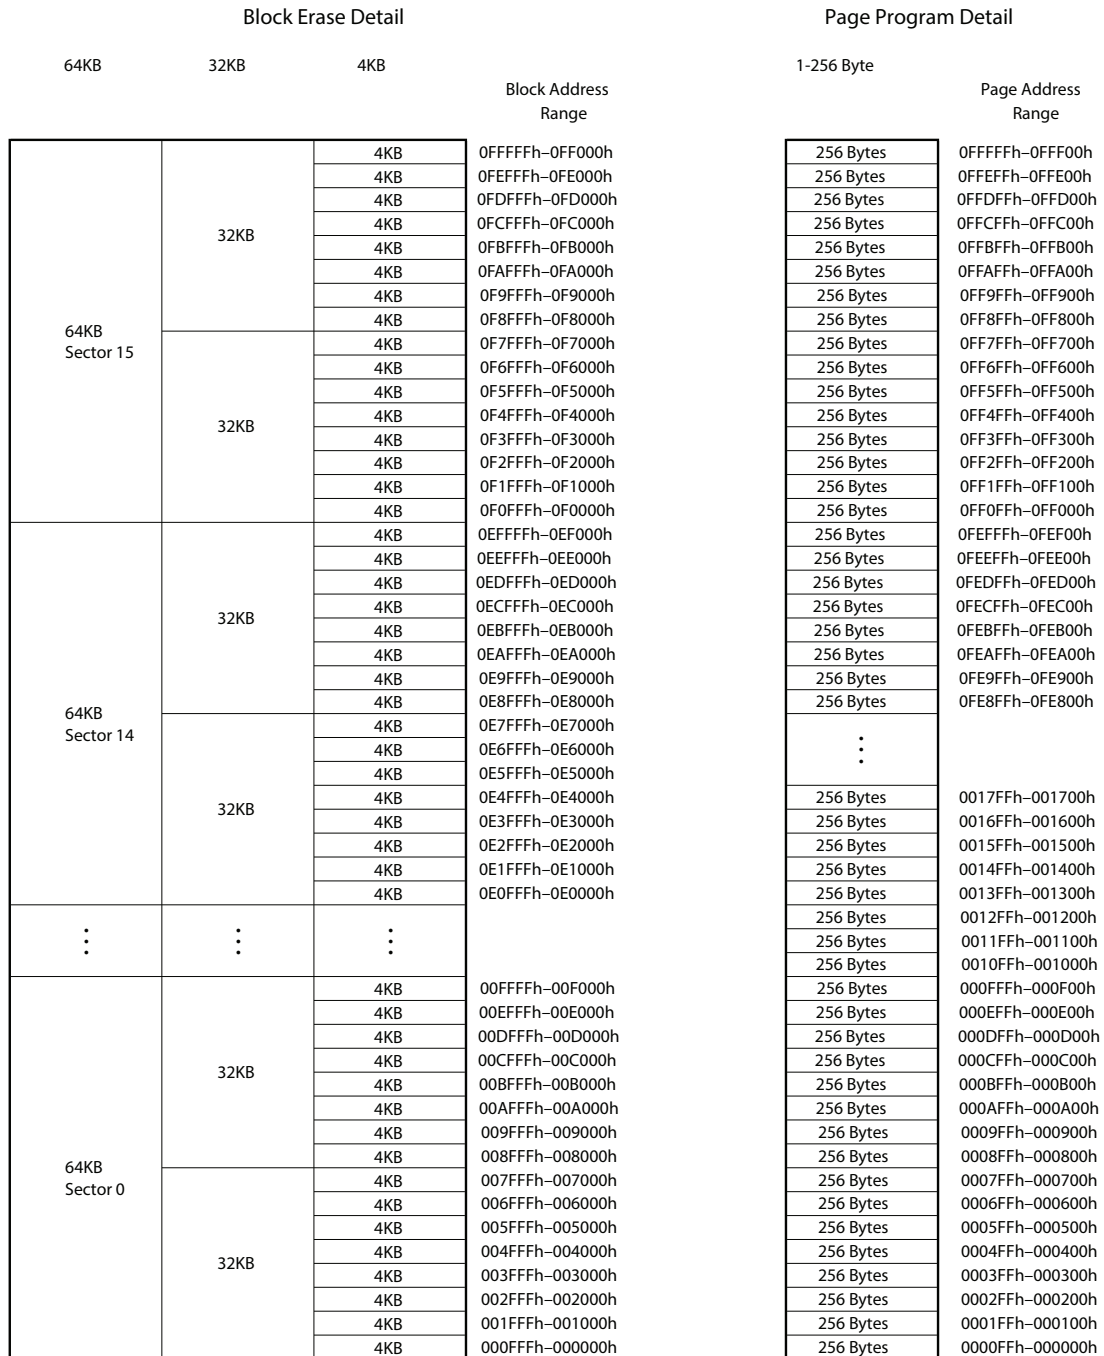 Block Erase Detail Page Program Detail
64KB 32KB 4KB 1-256 Byte
Block Address Page Address
Range Range
4KB 0FFFFFh–0FF000h 256 Bytes 0FFFFFh–0FFF00h
4KB 0FEFFFh–0FE000h 256 Bytes 0FFEFFh–0FFE00h
4KB 0FDFFFh–0FD000h 256 Bytes 0FFDFFh–0FFD00h
4KB 0FCFFFh–0FC000h 256 Bytes 0FFCFFh–0FFC00h
32KB
4KB 0FBFFFh–0FB000h 256 Bytes 0FFBFFh–0FFB00h
4KB 0FAFFFh–0FA000h 256 Bytes 0FFAFFh–0FFA00h
4KB 0F9FFFh–0F9000h 256 Bytes 0FF9FFh–0FF900h
4KB 0F8FFFh–0F8000h 256 Bytes 0FF8FFh–0FF800h
64KB
4KB 0F7FFFh–0F7000h 256 Bytes 0FF7FFh–0FF700h
Sector 15
4KB 0F6FFFh–0F6000h 256 Bytes 0FF6FFh–0FF600h
4KB 0F5FFFh–0F5000h 256 Bytes 0FF5FFh–0FF500h
4KB 0F4FFFh–0F4000h 256 Bytes 0FF4FFh–0FF400h
32KB
4KB 0F3FFFh–0F3000h 256 Bytes 0FF3FFh–0FF300h
4KB 0F2FFFh–0F2000h 256 Bytes 0FF2FFh–0FF200h
4KB 0F1FFFh–0F1000h 256 Bytes 0FF1FFh–0FF100h
4KB 0F0FFFh–0F0000h 256 Bytes 0FF0FFh–0FF000h
4KB 0EFFFFh–0EF000h 256 Bytes 0FEFFFh–0FEF00h
4KB 0EEFFFh–0EE000h 256 Bytes 0FEEFFh–0FEE00h
4KB 0EDFFFh–0ED000h 256 Bytes 0FEDFFh–0FED00h
4KB 0ECFFFh–0EC000h 256 Bytes 0FECFFh–0FEC00h
32KB
4KB 0EBFFFh–0EB000h 256 Bytes 0FEBFFh–0FEB00h
4KB 0EAFFFh–0EA000h 256 Bytes 0FEAFFh–0FEA00h
4KB 0E9FFFh–0E9000h 256 Bytes 0FE9FFh–0FE900h
4KB 0E8FFFh–0E8000h 256 Bytes 0FE8FFh–0FE800h
64KB
4KB 0E7FFFh–0E7000h
Sector 14
4KB 0E6FFFh–0E6000h
4KB 0E5FFFh–0E5000h
4KB 0E4FFFh–0E4000h 256 Bytes 0017FFh–001700h
32KB
4KB 0E3FFFh–0E3000h 256 Bytes 0016FFh–001600h
4KB 0E2FFFh–0E2000h 256 Bytes 0015FFh–001500h
4KB 0E1FFFh–0E1000h 256 Bytes 0014FFh–001400h
4KB 0E0FFFh–0E0000h 256 Bytes 0013FFh–001300h
256 Bytes 0012FFh–001200h
256 Bytes 0011FFh–001100h
256 Bytes 0010FFh–001000h
4KB 00FFFFh–00F000h 256 Bytes 000FFFh–000F00h
4KB 00EFFFh–00E000h 256 Bytes 000EFFh–000E00h
4KB 00DFFFh–00D000h 256 Bytes 000DFFh–000D00h
4KB 00CFFFh–00C000h 256 Bytes 000CFFh–000C00h
32KB
4KB 00BFFFh–00B000h 256 Bytes 000BFFh–000B00h
4KB 00AFFFh–00A000h 256 Bytes 000AFFh–000A00h
4KB 009FFFh–009000h 256 Bytes 0009FFh–000900h
4KB 008FFFh–008000h 256 Bytes 0008FFh–000800h
64KB
4KB 007FFFh–007000h 256 Bytes 0007FFh–000700h
Sector 0
4KB 006FFFh–006000h 256 Bytes 0006FFh–000600h
4KB 005FFFh–005000h 256 Bytes 0005FFh–000500h
4KB 004FFFh–004000h 256 Bytes 0004FFh–000400h
32KB
4KB 003FFFh–003000h 256 Bytes 0003FFh–000300h
4KB 002FFFh–002000h 256 Bytes 0002FFh–000200h
4KB 001FFFh–001000h 256 Bytes 0001FFh–000100h
4KB 000FFFh–000000h 256 Bytes 0000FFh–000000h